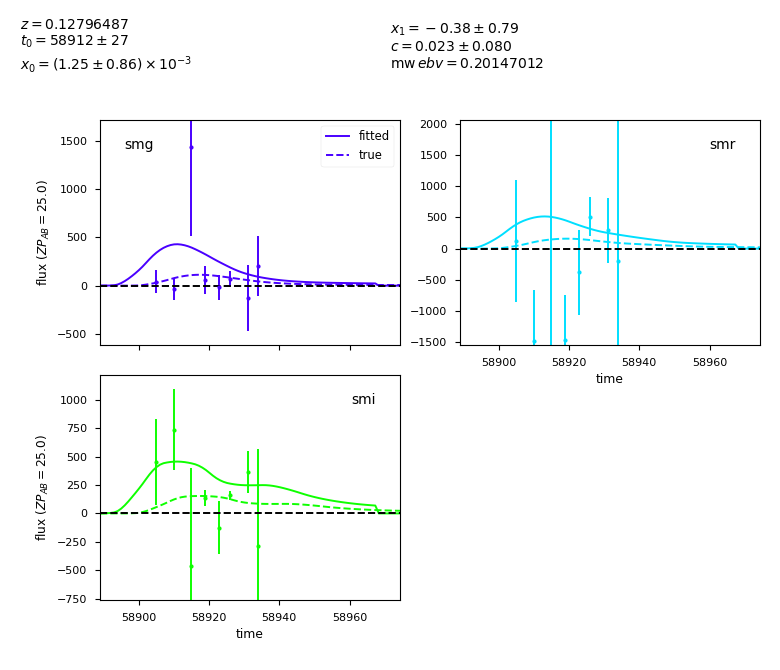 z = 0.12796487
t0 = 58912 ± 27
x0 = (1.25 ± 0.86) × 10^−3
x1 = −0.38 ± 0.79
c = 0.023 ± 0.080
mw ebv = 0.20147012
smg
fitted
true
1500
1000
500
0
−500
flux (ZP_AB = 25.0)
smr
2000
1500
1000
500
0
−500
−1000
−1500
58900 58920 58940 58960
time
smi
1000
750
500
250
0
−250
−500
−750
flux (ZP_AB = 25.0)
58900 58920 58940 58960
time